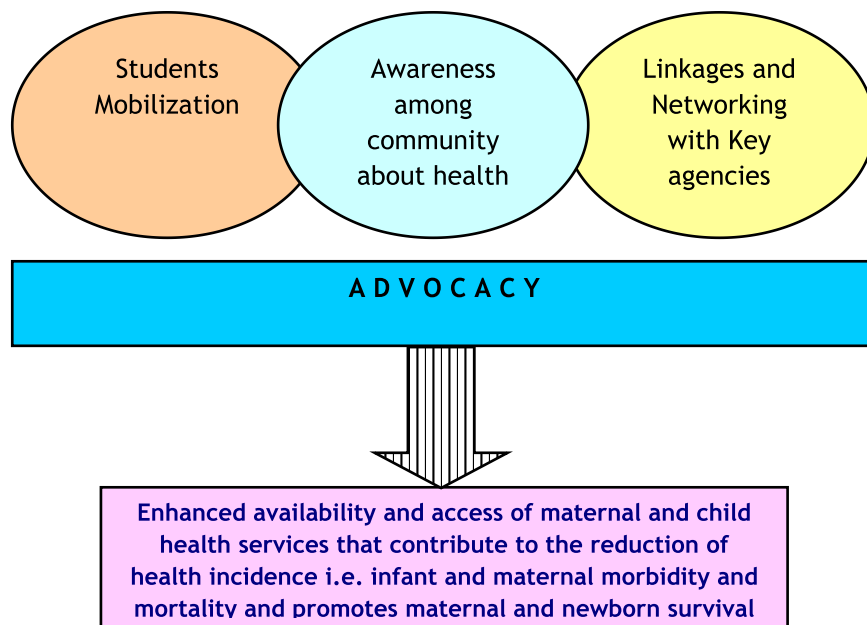 Students
Mobilization
Awareness
among
community
about health
Linkages and
Networking
with Key
agencies
A D V O C A C Y
Enhanced availability and access of maternal and child
health services that contribute to the reduction of
health incidence i.e. infant and maternal morbidity and
mortality and promotes maternal and newborn survival